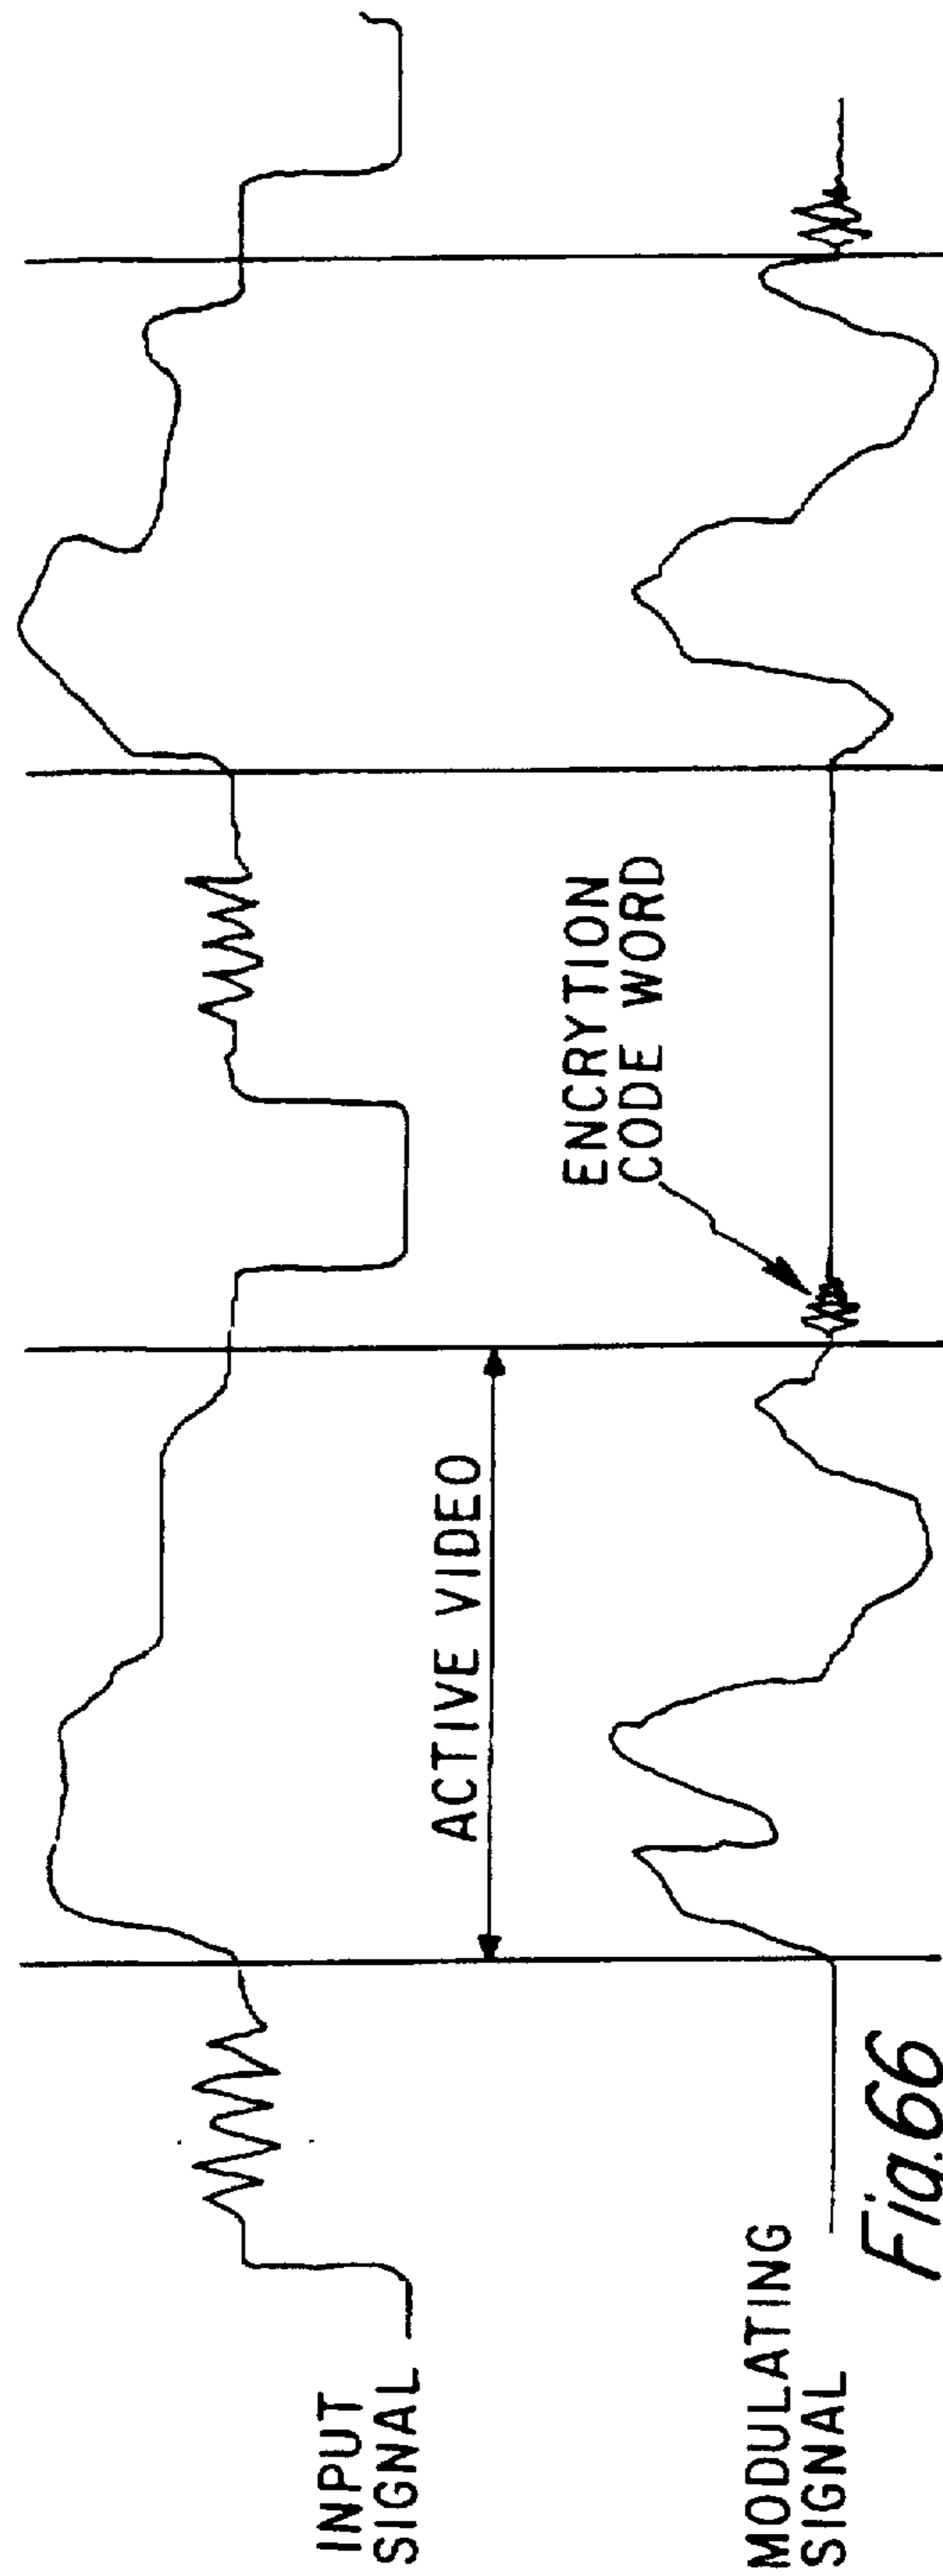 INPUT
SIGNAL
ACTIVE VIDEO
ENCRYTION
CODE WORD
MODULATING
SIGNAL
Fig.66